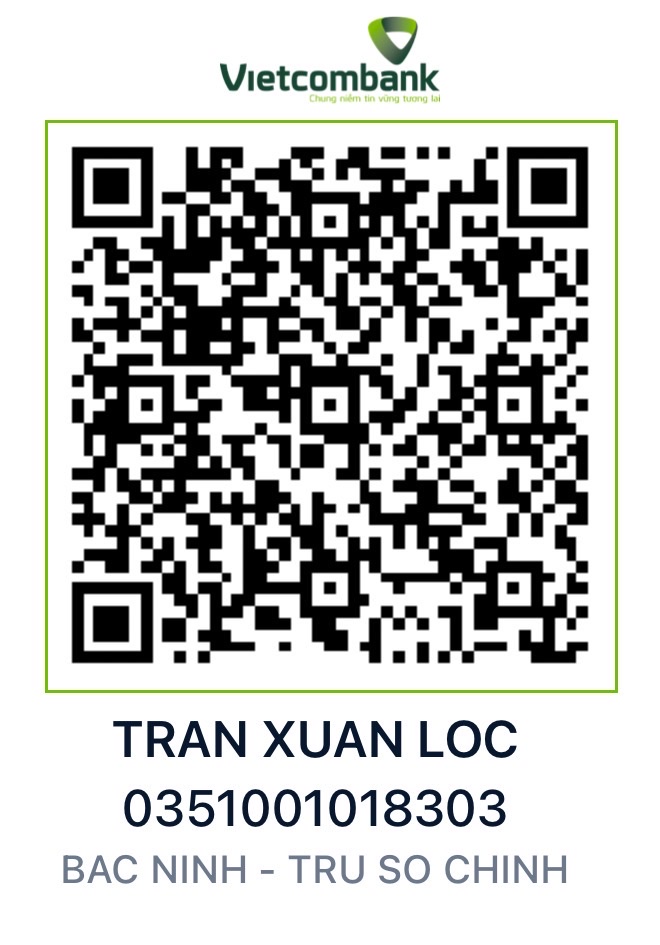 Vietcombank
Chung niềm tin vững tương lai
TRAN XUAN LOC
0351001018303
BAC NINH - TRU SO CHINH